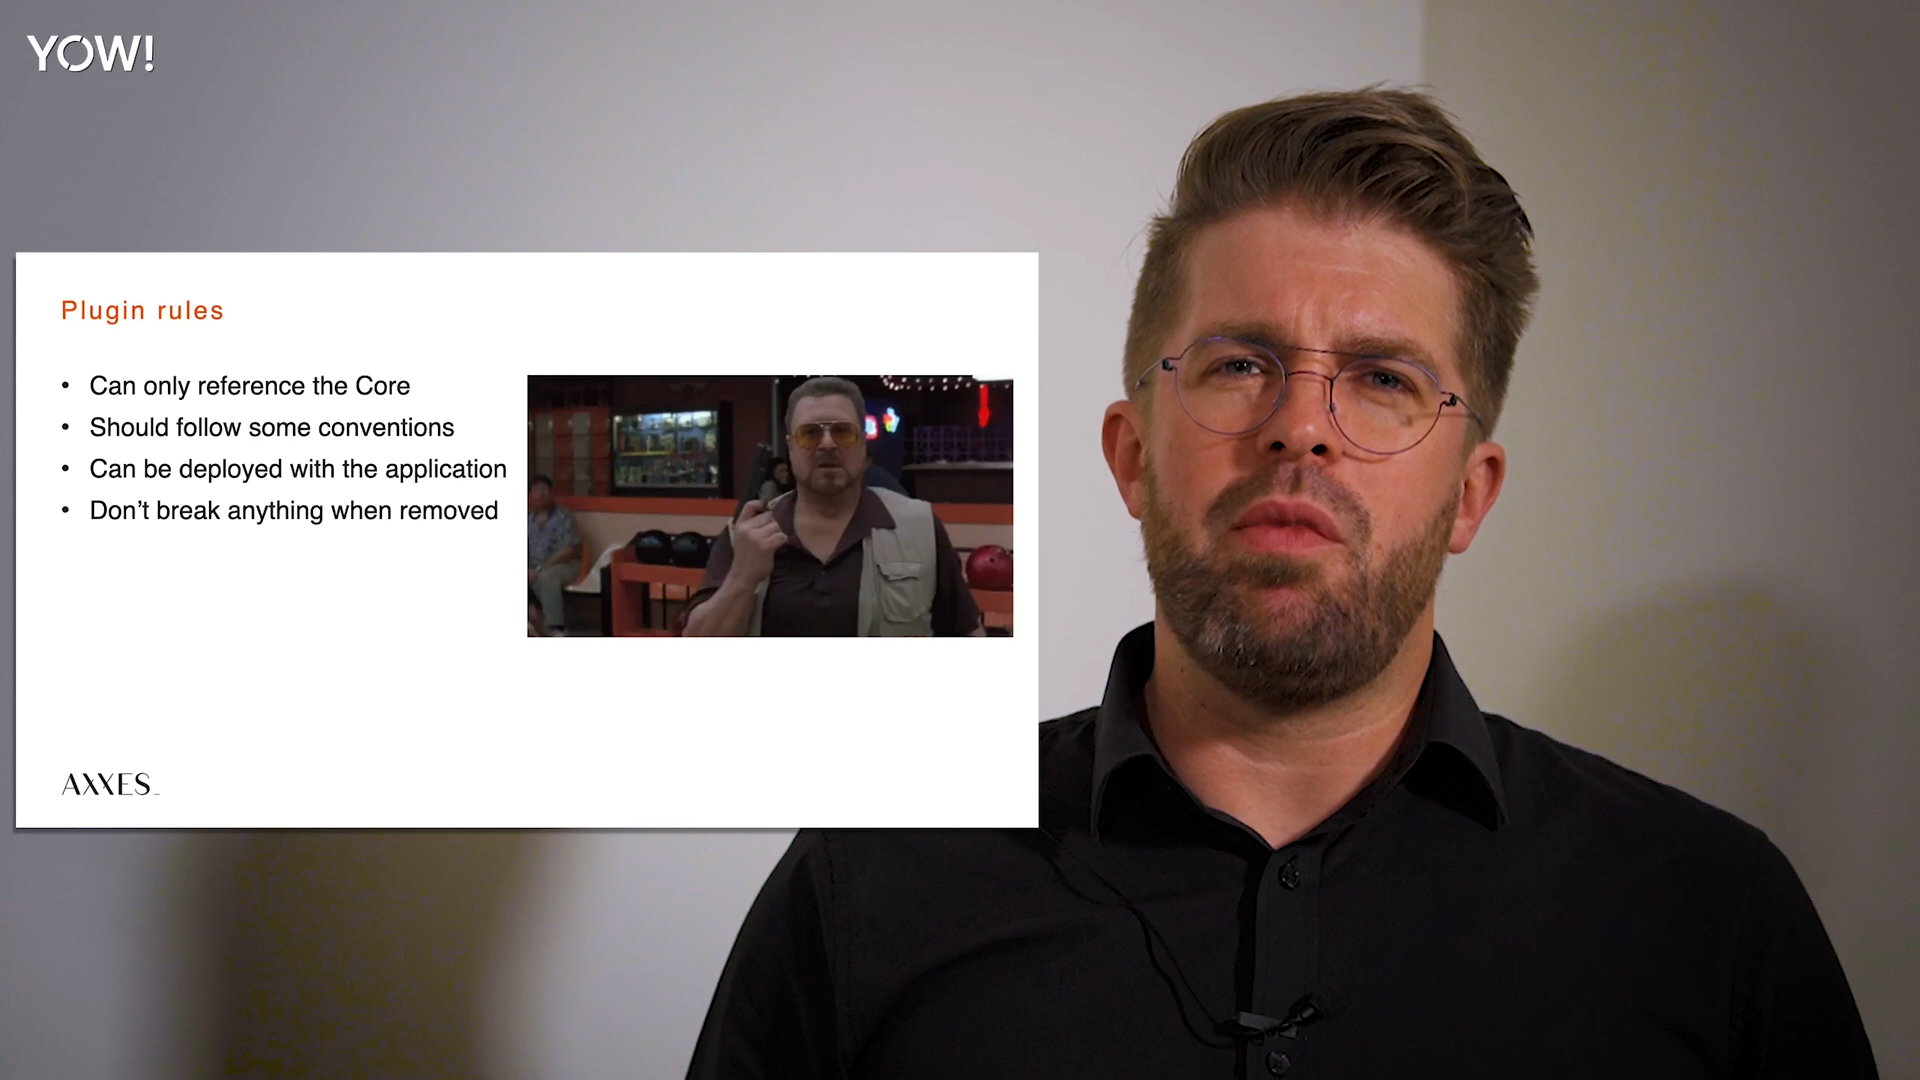 YOW!
Plugin rules
• Can only reference the Core
• Should follow some conventions
• Can be deployed with the application
• Don’t break anything when removed
AXXES_